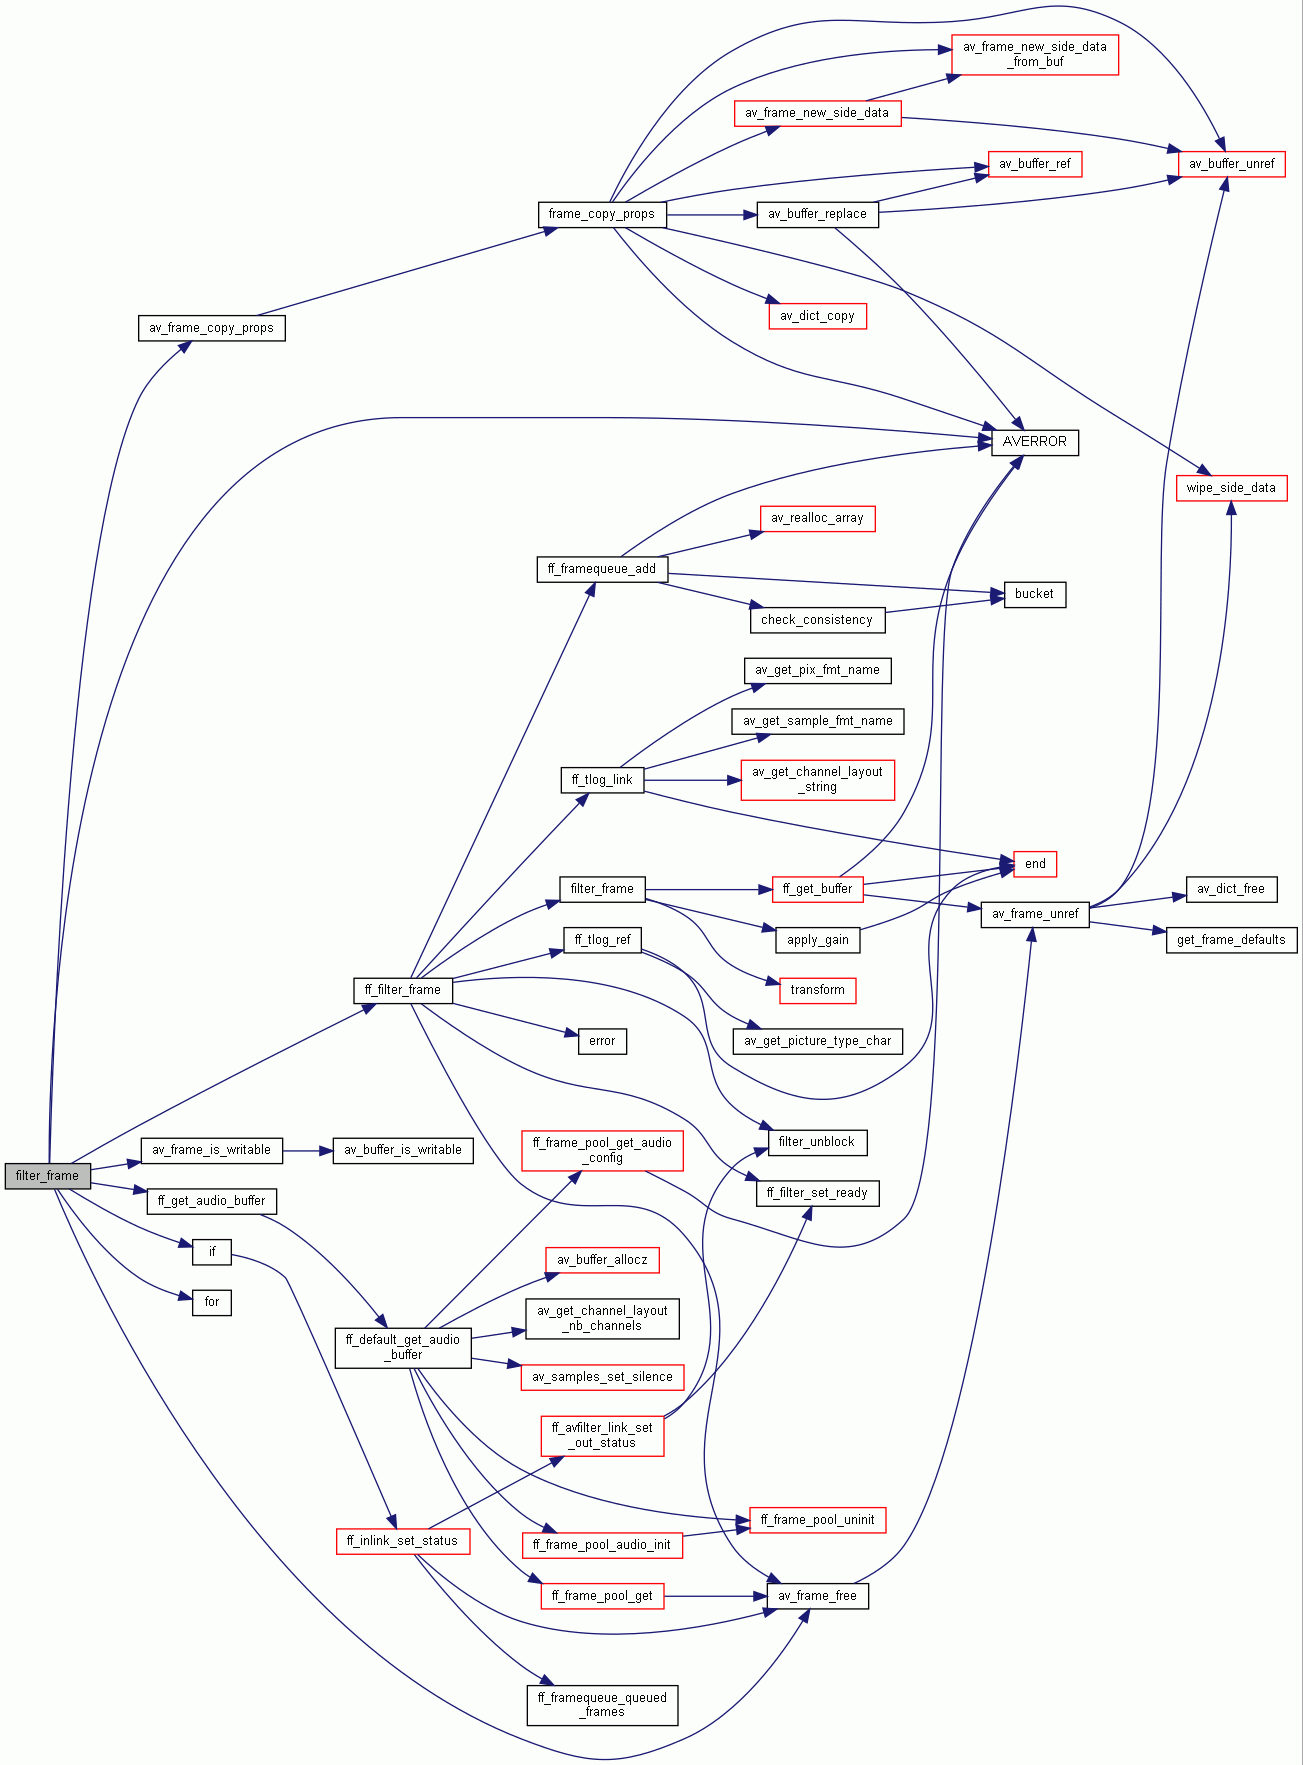 av_frame_new_side_data
_from_buf
av_frame_new_side_data
av_buffer_ref
av_buffer_unref
frame_copy_props
av_buffer_replace
av_dict_copy
av_frame_copy_props
AVERROR
wipe_side_data
av_realloc_array
ff_framequeue_add
bucket
check_consistency
av_get_pix_fmt_name
av_get_sample_fmt_name
ff_tlog_link
av_get_channel_layout
_string
end
filter_frame
ff_get_buffer
av_dict_free
av_frame_unref
ff_tlog_ref
apply_gain
get_frame_defaults
ff_filter_frame
transform
error
av_get_picture_type_char
filter_unblock
ff_frame_pool_get_audio
_config
av_frame_is_writable
av_buffer_is_writable
filter_frame
ff_get_audio_buffer
ff_filter_set_ready
if
av_buffer_allocz
for
av_get_channel_layout
_nb_channels
ff_default_get_audio
_buffer
av_samples_set_silence
ff_avfilter_link_set
_out_status
ff_frame_pool_uninit
ff_inlink_set_status
ff_frame_pool_audio_init
ff_frame_pool_get
av_frame_free
ff_framequeue_queued
_frames